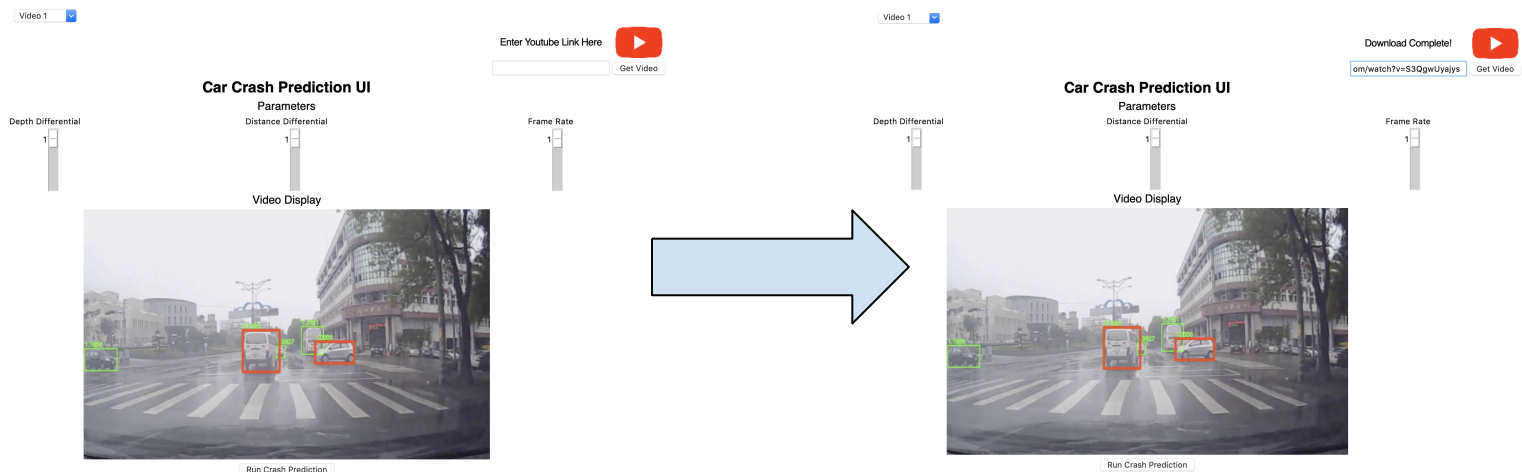 Video 1
Enter Youtube Link Here
Get Video
Car Crash Prediction UI
Parameters
Depth Differential
Distance Differential
Frame Rate
1
1
1
Video Display
Run Crash Prediction
Video 1
Download Complete!
om/watch?v=S3QgwUyajys
Get Video
Car Crash Prediction UI
Parameters
Depth Differential
Distance Differential
Frame Rate
1
1
1
Video Display
Run Crash Prediction